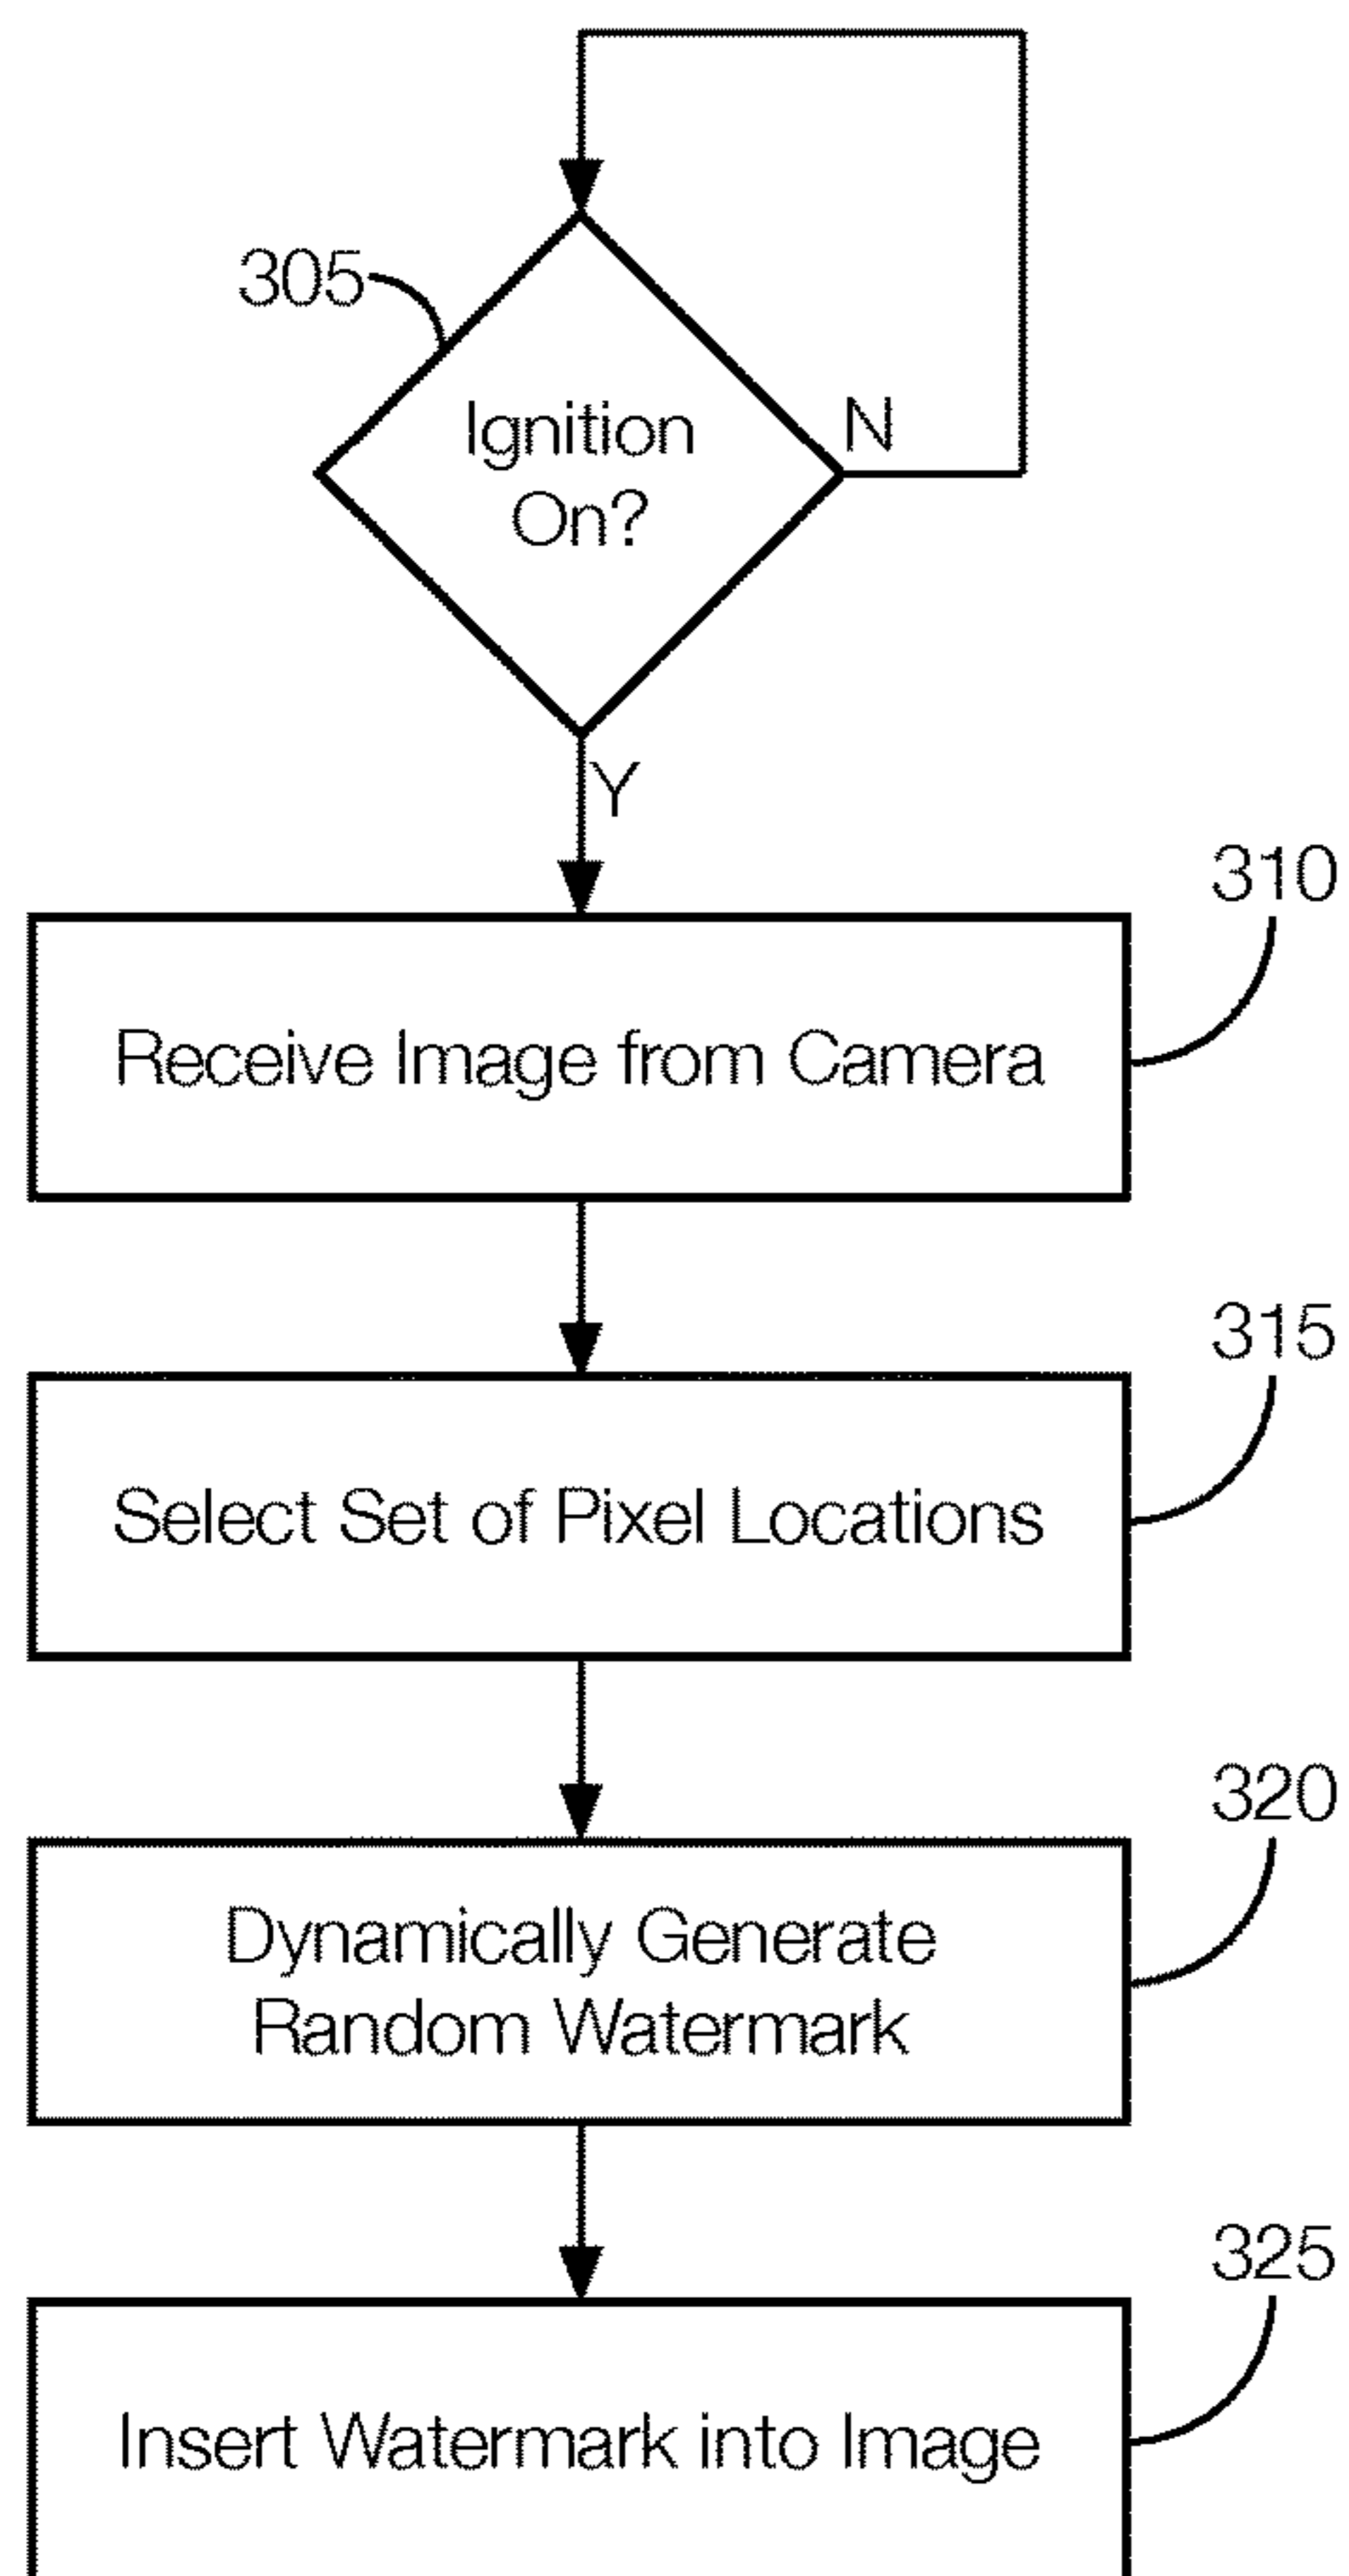 305
Ignition
On?
N
Y
310
Receive Image from Camera
315
Select Set of Pixel Locations
320
Dynamically Generate
Random Watermark
325
Insert Watermark into Image